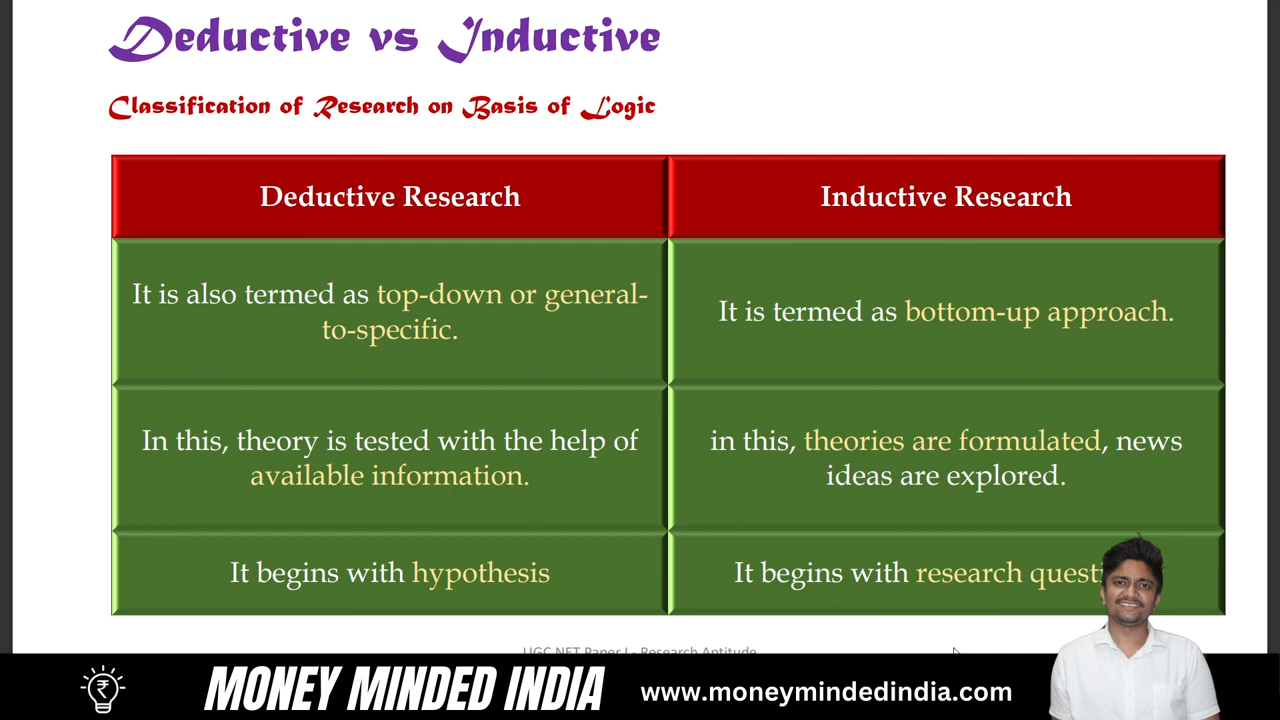 Deductive vs Inductive
Classification of Research on Basis of Logic
Deductive Research
Inductive Research
It is also termed as top-down or general-
to-specific.
It is termed as bottom-up approach.
In this, theory is tested with the help of
available information.
in this, theories are formulated, news
ideas are explored.
It begins with hypothesis
It begins with research questi
UGC NET Paper I - Research Aptitude
MONEY MINDED INDIA
www.moneymindedindia.com